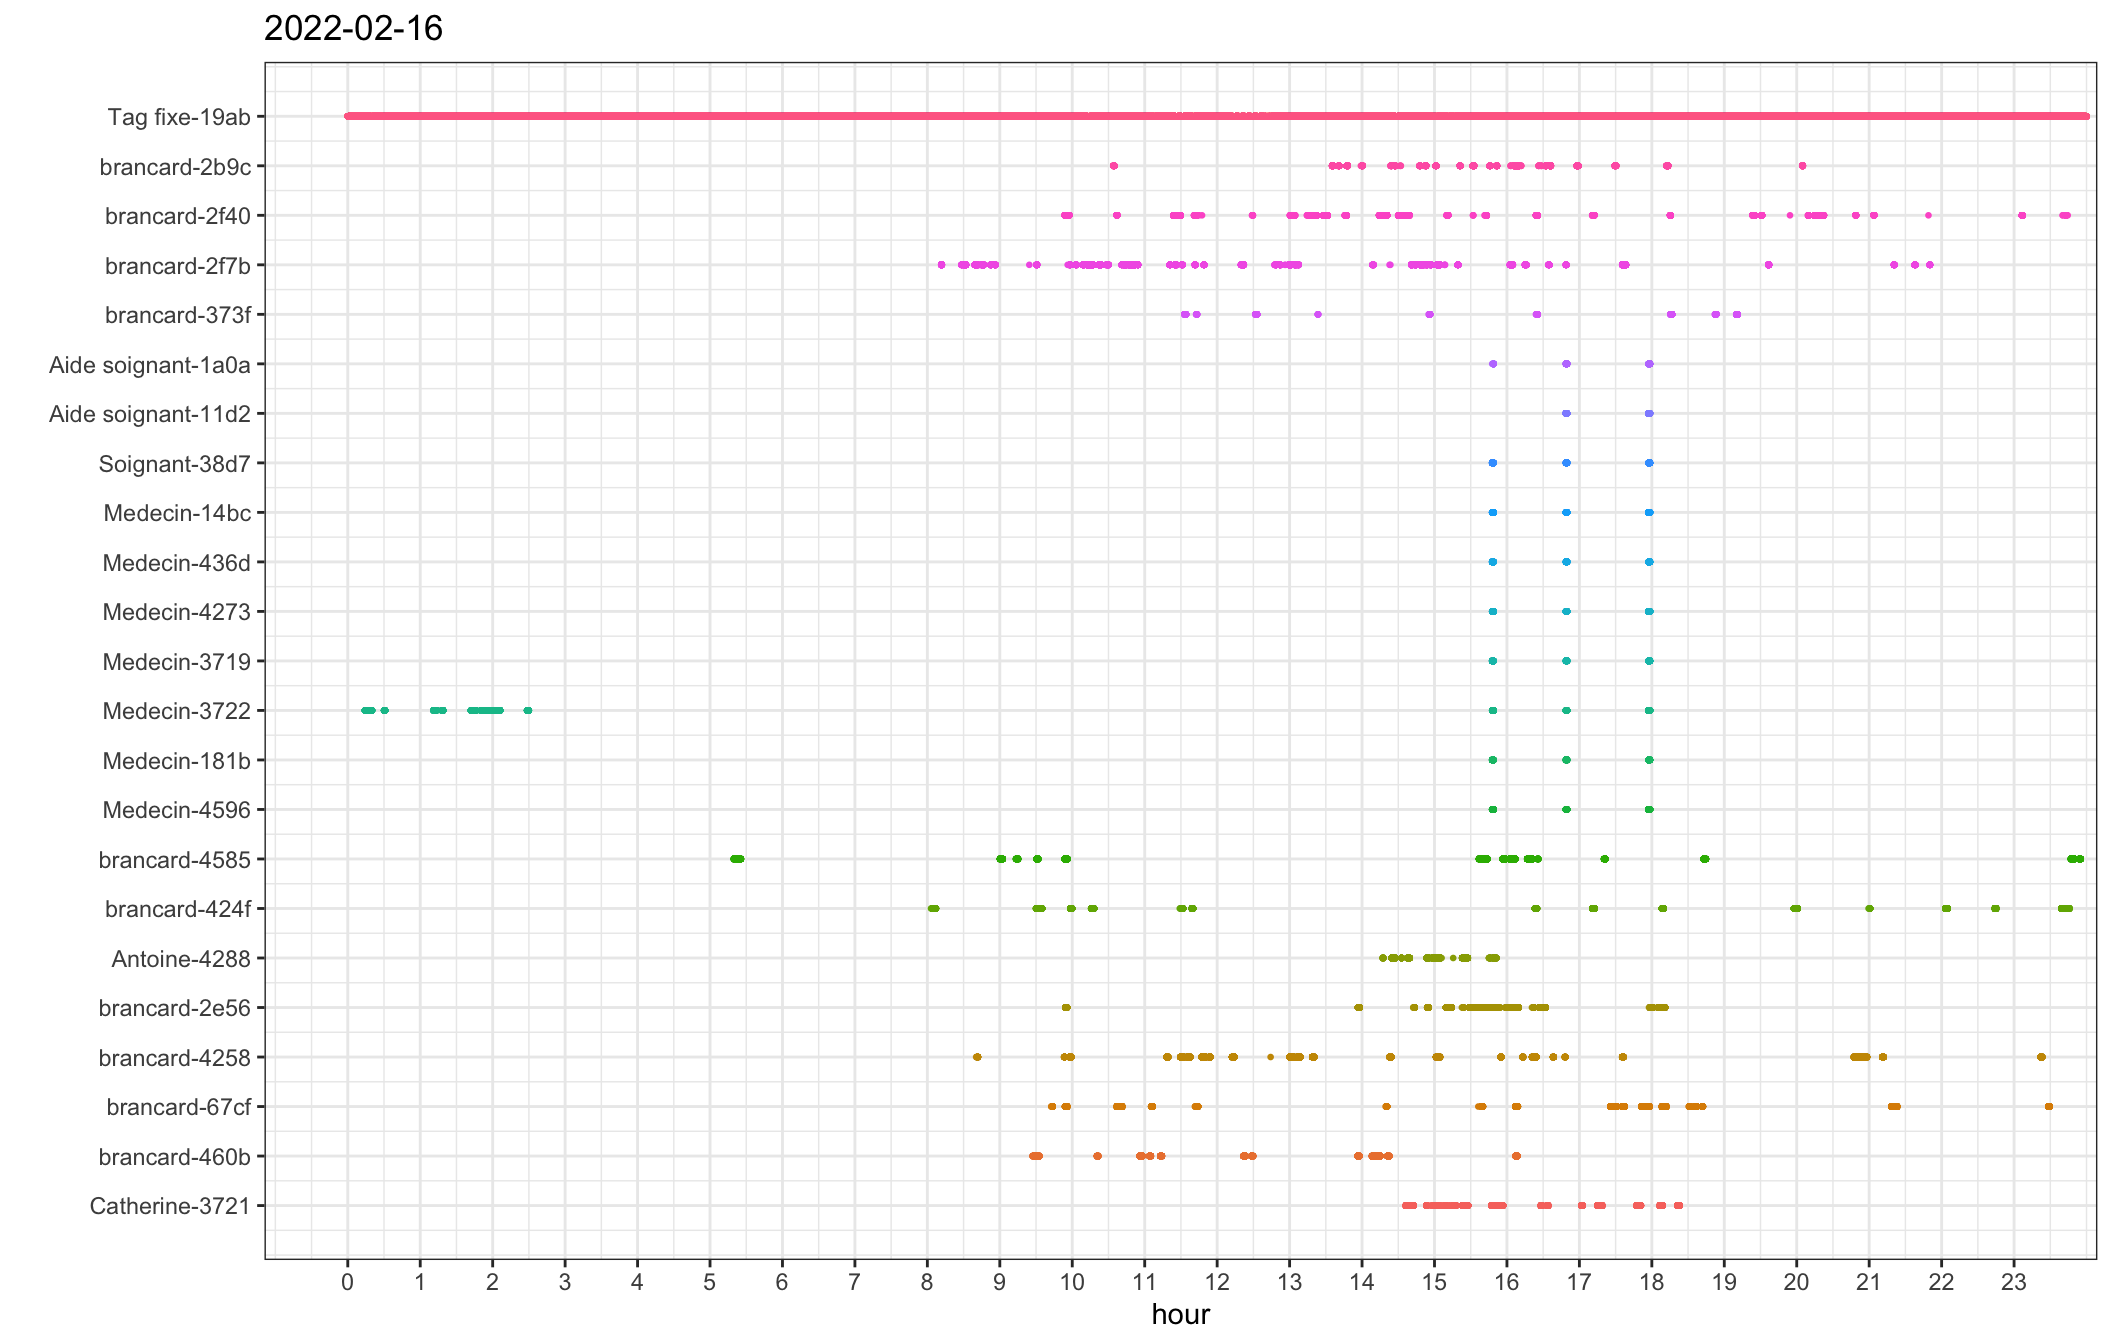 2022-02-16
Tag fixe-19ab
brancard-2b9c
brancard-2f40
brancard-2f7b
brancard-373f
Aide soignant-1a0a
Aide soignant-11d2
Soignant-38d7
Medecin-14bc
Medecin-436d
Medecin-4273
Medecin-3719
Medecin-3722
Medecin-181b
Medecin-4596
brancard-4585
brancard-424f
Antoine-4288
brancard-2e56
brancard-4258
brancard-67cf
brancard-460b
Catherine-3721
0 1 2 3 4 5 6 7 8 9 10 11 12 13 14 15 16 17 18 19 20 21 22 23
hour